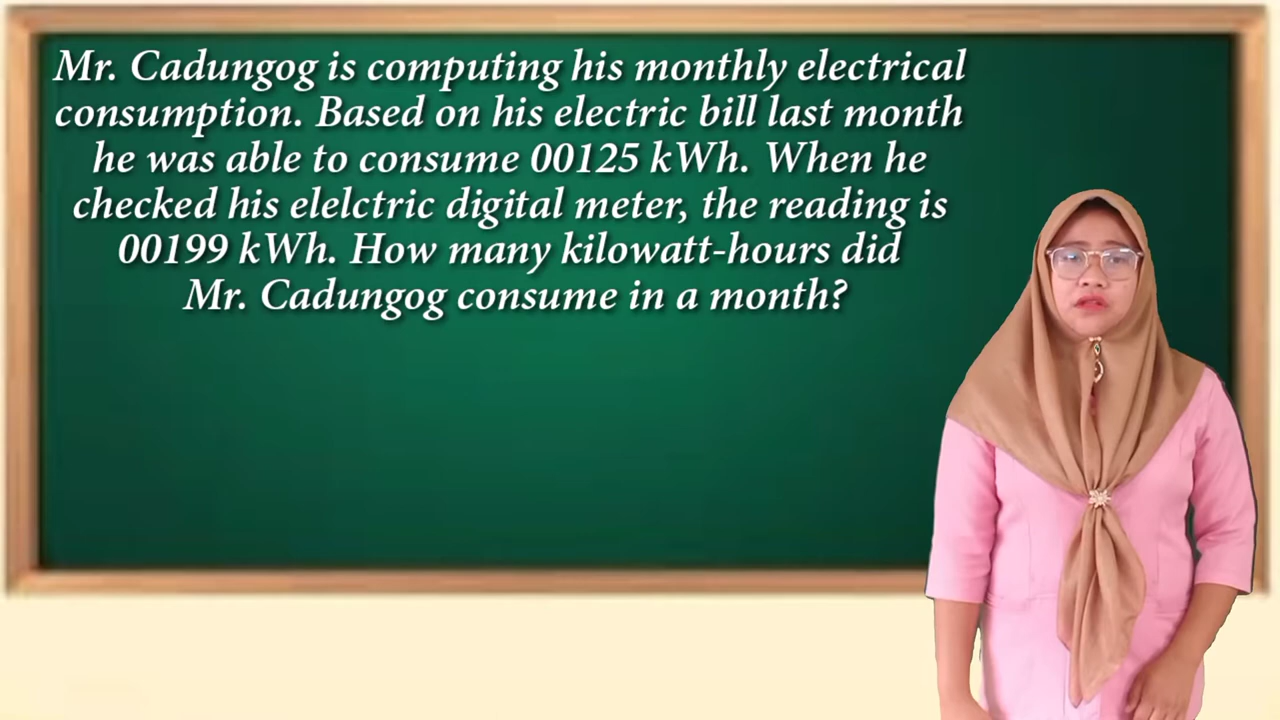 Mr. Cadungog is computing his monthly electrical
consumption. Based on his electric bill last month
he was able to consume 00125 kWh. When he
checked his elelctric digital meter, the reading is
00199 kWh. How many kilowatt-hours did
Mr. Cadungog consume in a month?